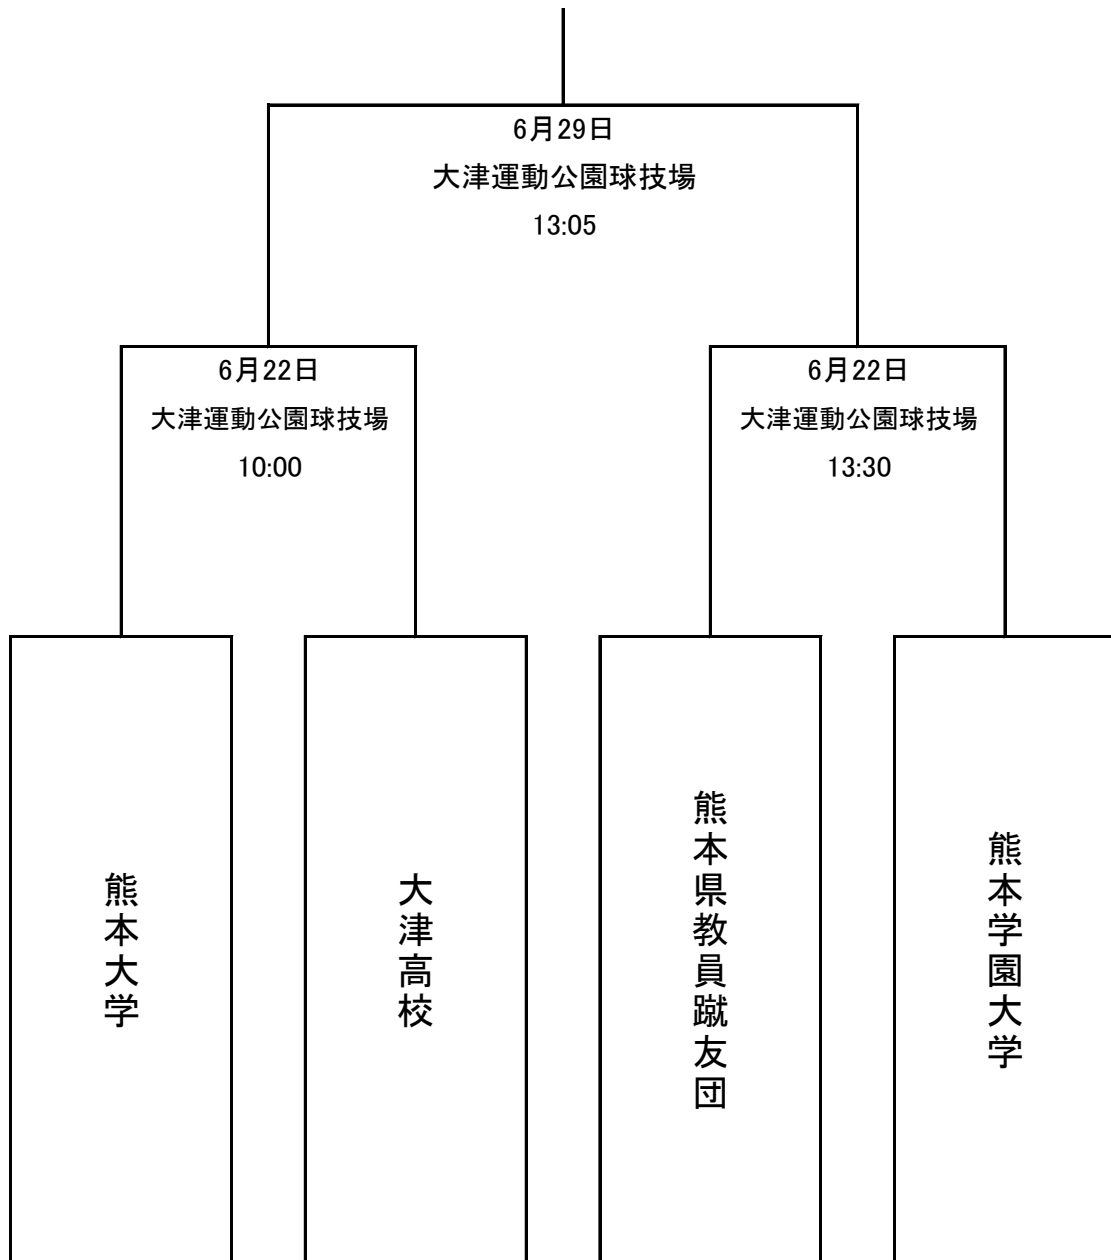 6月29日
大津運動公園球技場
13:05
6月22日
大津運動公園球技場
10:00
6月22日
大津運動公園球技場
13:30
熊本大学
大津高校
熊本県教員蹴友団
熊本学園大学